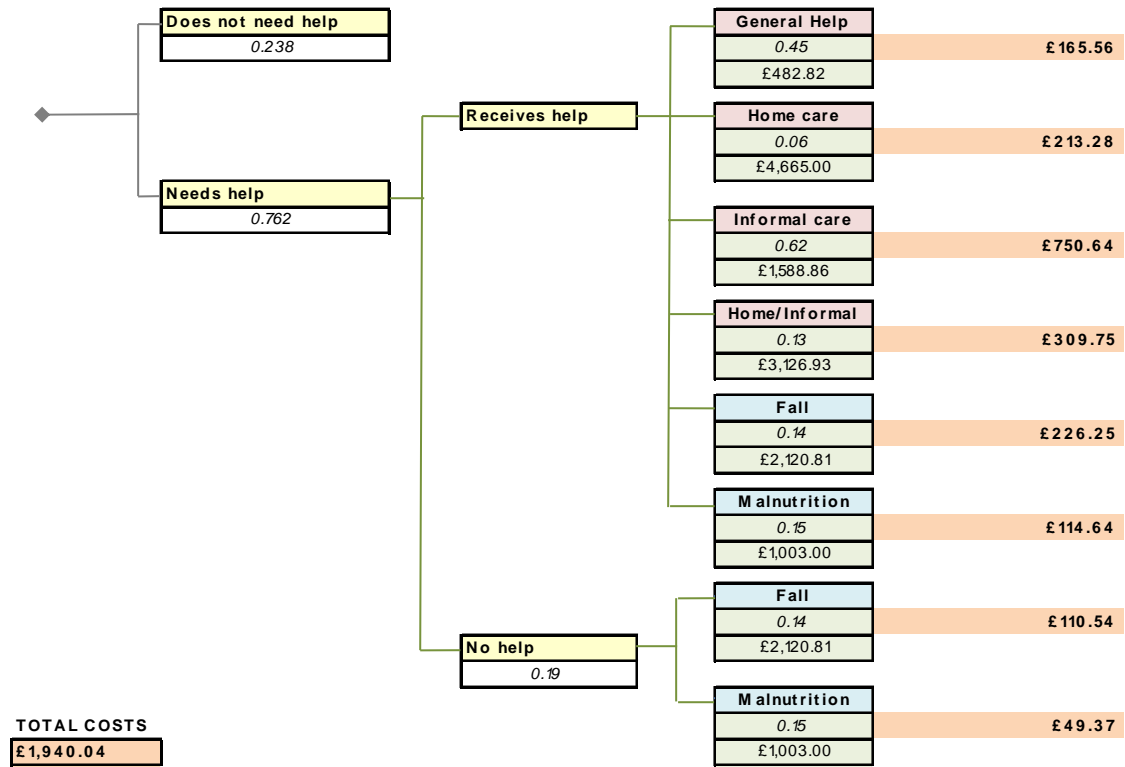 Does not need help
0.238
Needs help
0.762
Receives help
No help
0.19
General Help
0.45
£482.82
£165.56
Home care
0.06
£4,665.00
£213.28
Informal care
0.62
£1,588.86
£750.64
Home/Informal
0.13
£3,126.93
£309.75
Fall
0.14
£2,120.81
£226.25
Malnutrition
0.15
£1,003.00
£114.64
Fall
0.14
£2,120.81
£110.54
Malnutrition
0.15
£1,003.00
£49.37
TOTAL COSTS
£1,940.04